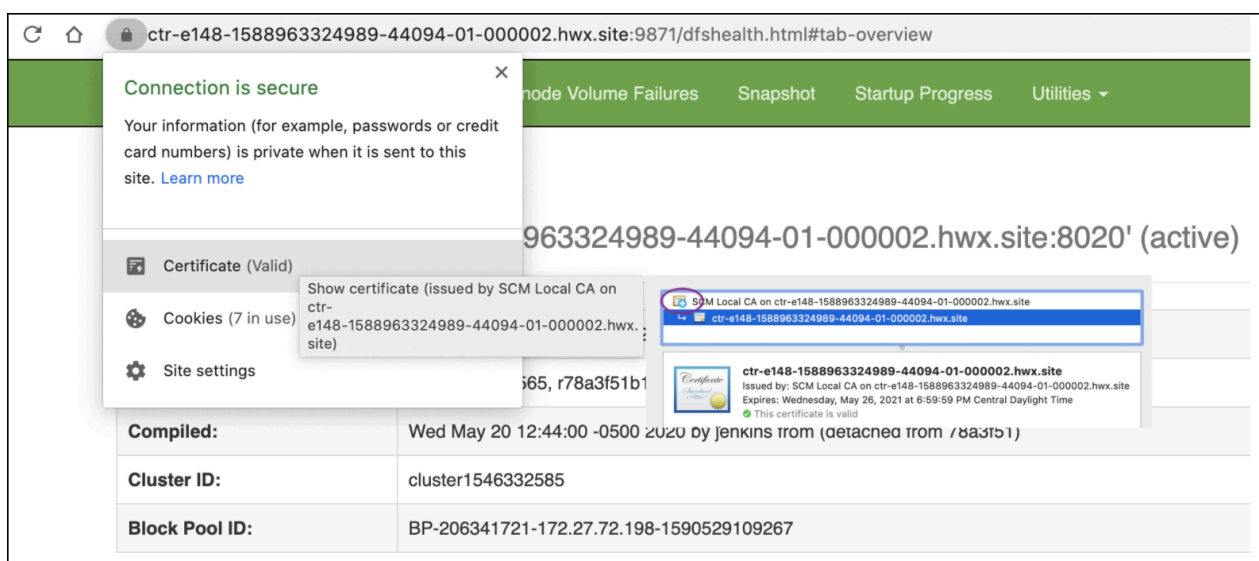 ctr-e148-1588963324989-44094-01-000002.hwx.site:9871/dfshealth.html#tab-overview
Connection is secure
node Volume Failures Snapshot Startup Progress Utilities
Your information (for example, passwords or credit
card numbers) is private when it is sent to this
site. Learn more
963324989-44094-01-000002.hwx.site:8020' (active)
Certificate (Valid)
Show certificate (issued by SCM Local CA on
ctr-
e148-1588963324989-44094-01-000002.hwx.
site)
Cookies (7 in use)
Site settings
SCM Local CA on ctr-e148-1588963324989-44094-01-000002.hwx.site
ctr-e148-1588963324989-44094-01-000002.hwx.site
Certificate
Standard
ctr-e148-1588963324989-44094-01-000002.hwx.site
Issued by: SCM Local CA on ctr-e148-1588963324989-44094-01-000002.hwx.site
Expires: Wednesday, May 26, 2021 at 6:59:59 PM Central Daylight Time
This certificate is valid
565, r78a3f51b1
Compiled: Wed May 20 12:44:00 -0500 2020 by jenkins from (detached from 78a3f51)
Cluster ID: cluster1546332585
Block Pool ID: BP-206341721-172.27.72.198-1590529109267